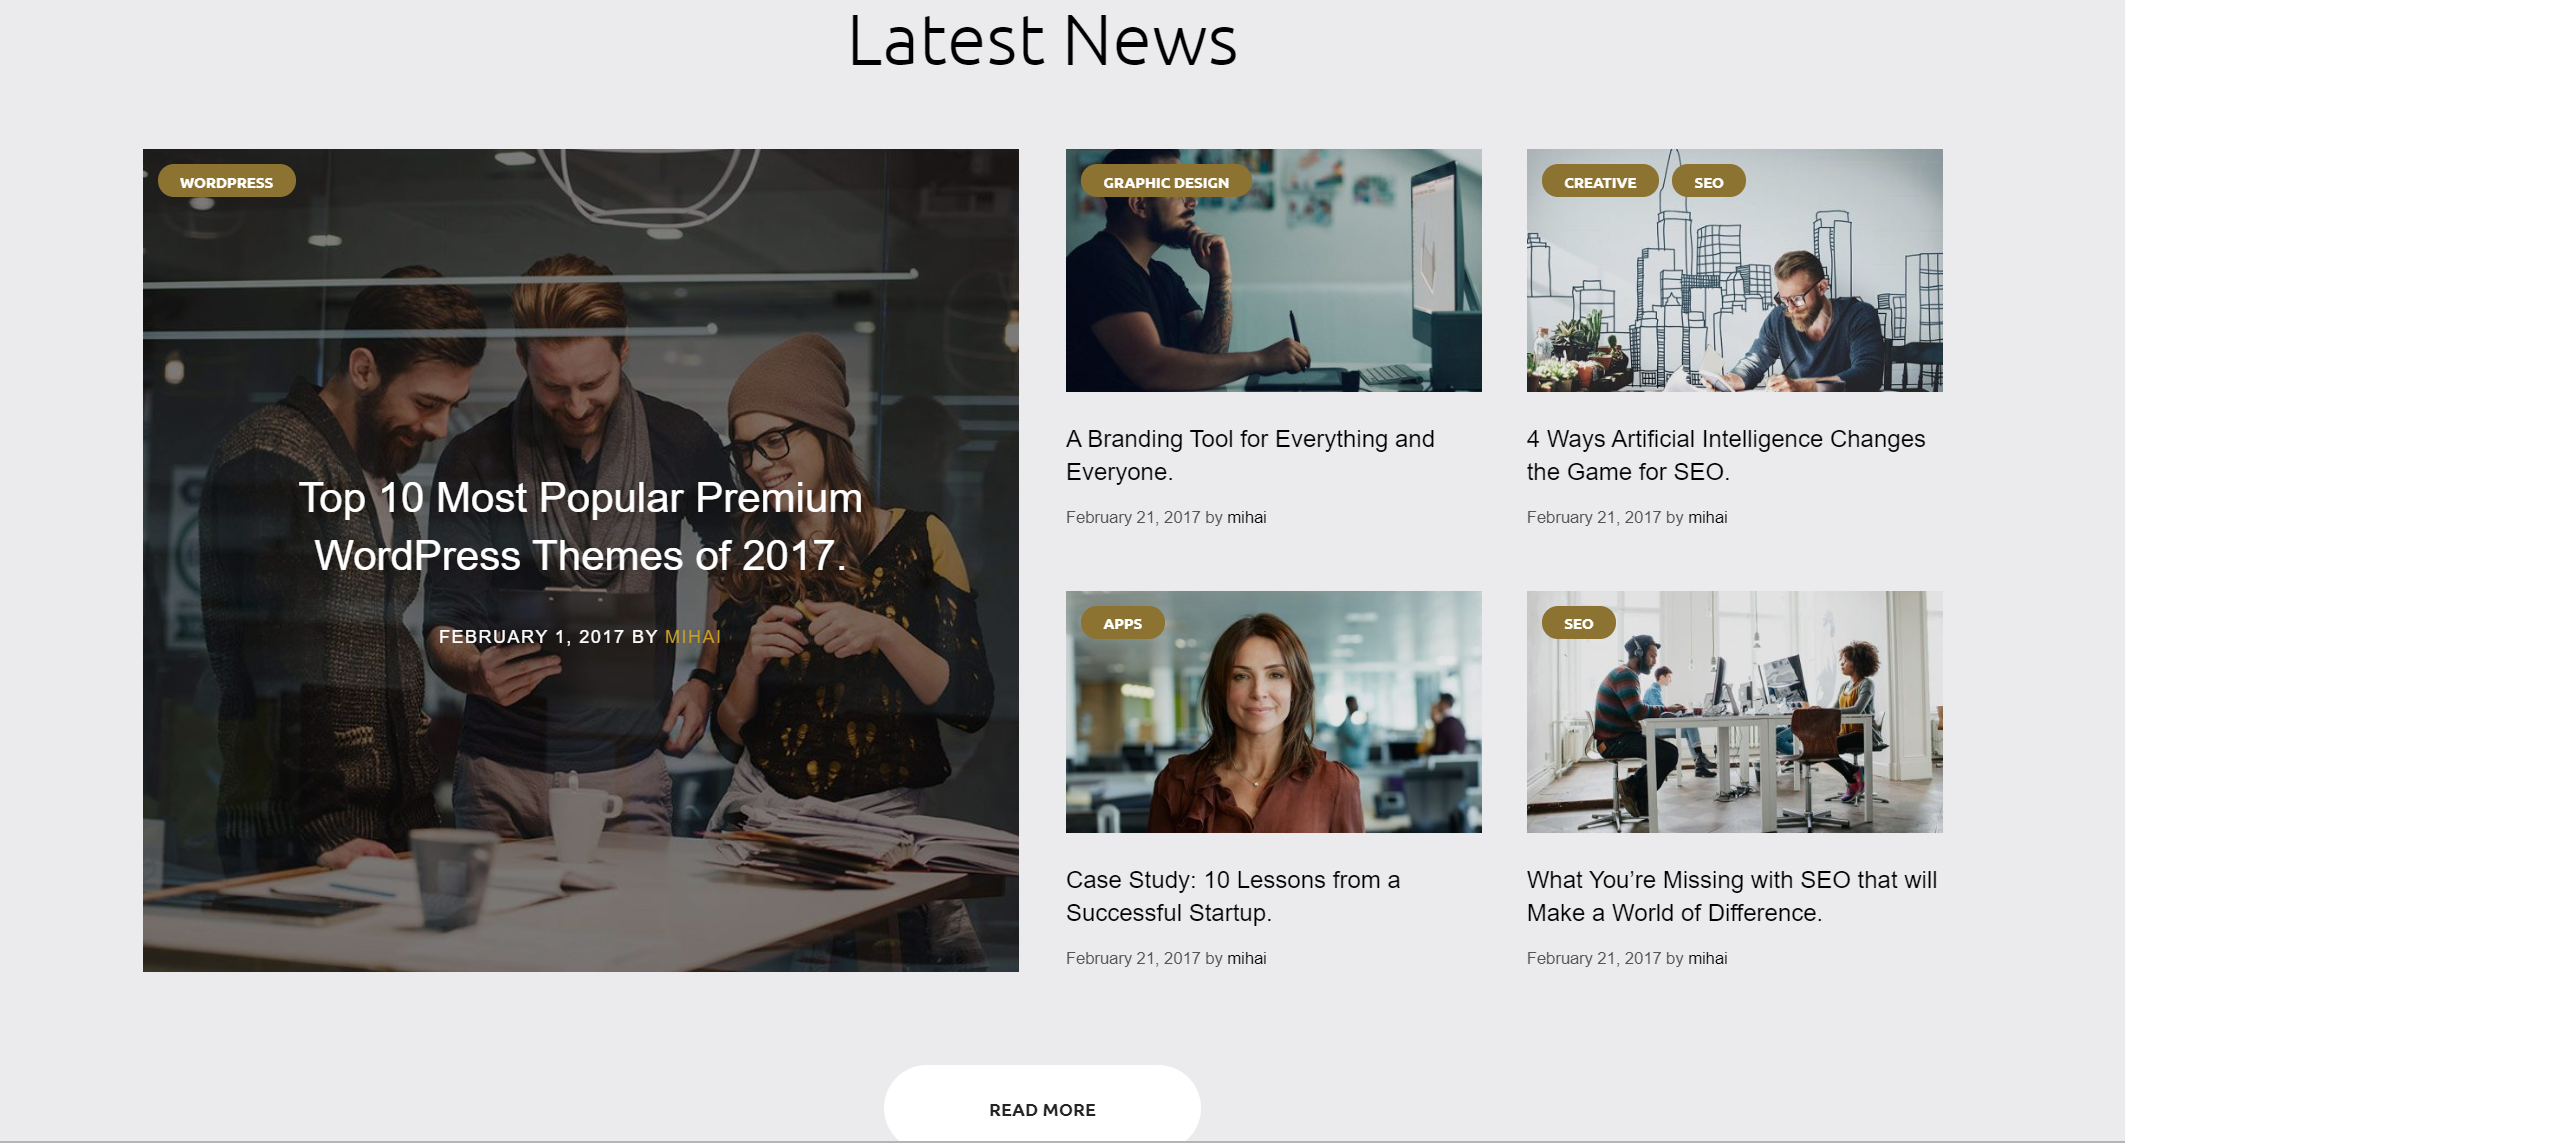 Latest News
WORDPRESS
Top 10 Most Popular Premium
WordPress Themes of 2017.
FEBRUARY 1, 2017 BY MIHAI
GRAPHIC DESIGN
A Branding Tool for Everything and
Everyone.
February 21, 2017 by mihai
CREATIVE SEO
4 Ways Artificial Intelligence Changes
the Game for SEO.
February 21, 2017 by mihai
APPS
Case Study: 10 Lessons from a
Successful Startup.
February 21, 2017 by mihai
SEO
What You’re Missing with SEO that will
Make a World of Difference.
February 21, 2017 by mihai
READ MORE